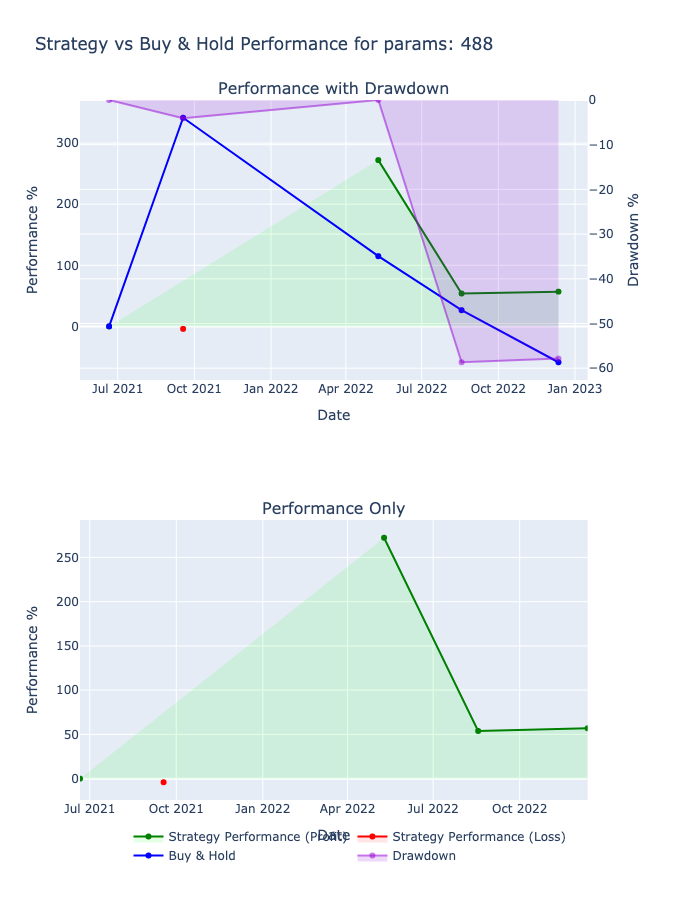 Strategy vs Buy & Hold Performance for params: 488
Performance with Drawdown
300
200
100
0
0
−10
−20
−30
−40
−50
−60
Performance %
Drawdown %
Jul 2021 Oct 2021 Jan 2022 Apr 2022 Jul 2022 Oct 2022 Jan 2023
Date
Performance Only
250
200
150
100
50
0
Performance %
Jul 2021 Oct 2021 Jan 2022 Apr 2022 Jul 2022 Oct 2022
Date
Strategy Performance (Profit) Strategy Performance (Loss)
Buy & Hold Drawdown